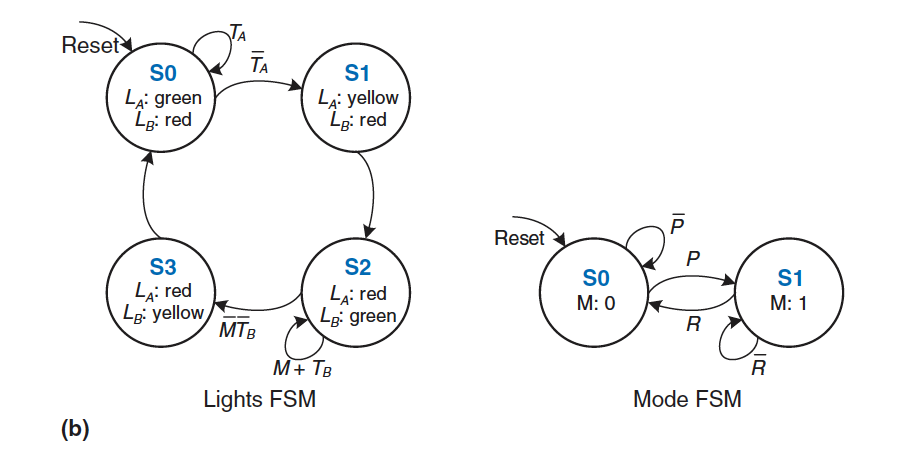 Reset
T_A
T̅_A
S0
L_A: green
L_B: red
S1
L_A: yellow
L_B: red
S3
L_A: red
L_B: yellow
S2
L_A: red
L_B: green
M̅T̅_B
M + T_B
Lights FSM
Reset
P̅
S0
M: 0
P
R
S1
M: 1
R̅
Mode FSM
(b)